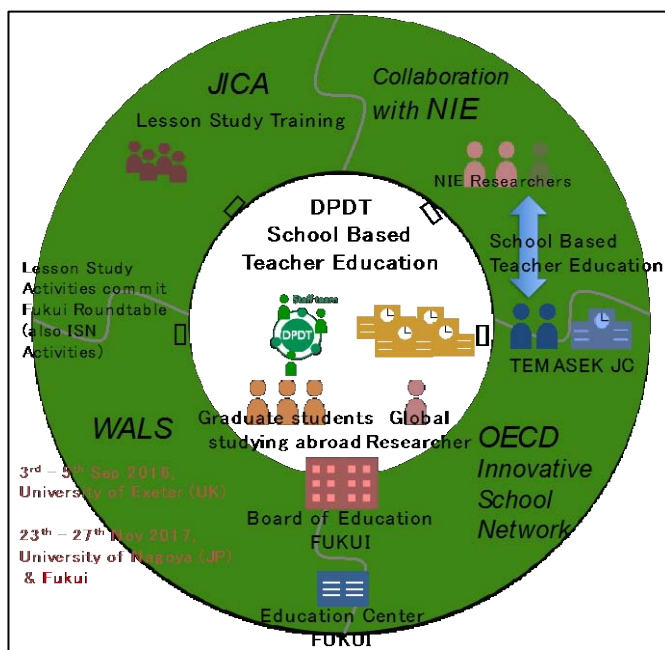 JICA
Lesson Study Training
Collaboration
with NIE
NIE Researchers
School Based
Teacher Education
TEMASEK JC
DPDT
School Based
Teacher Education
Staff team
DPDT
Graduate students
studying abroad
Global
Researcher
Lesson Study
Activities commit
Fukui Roundtable
(also ISN
Activities)
WALS
3rd – 5th Sep 2016,
University of Exeter (UK)
23th – 27th Nov 2017,
University of Nagoya (JP)
& Fukui
OECD
Innovative
School
Network
Board of Education
FUKUI
Education Center
FUKUI